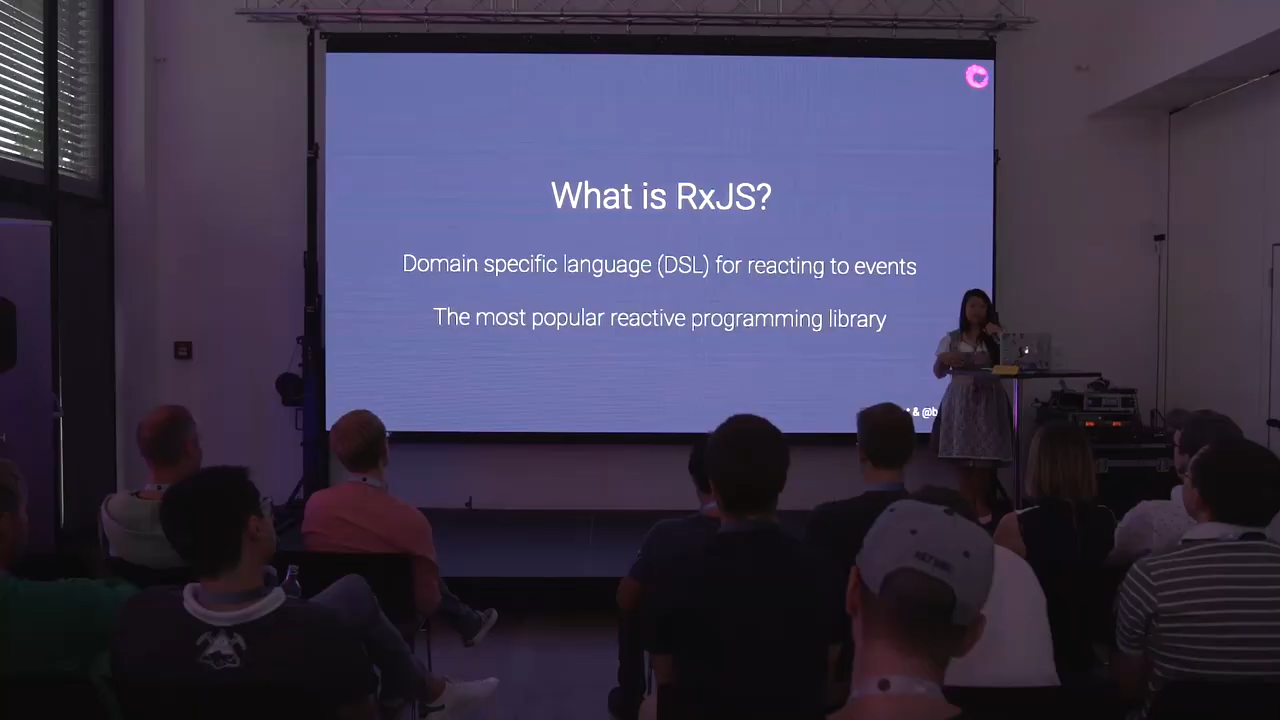 What is RxJS?
Domain specific language (DSL) for reacting to events
The most popular reactive programming library
& @b